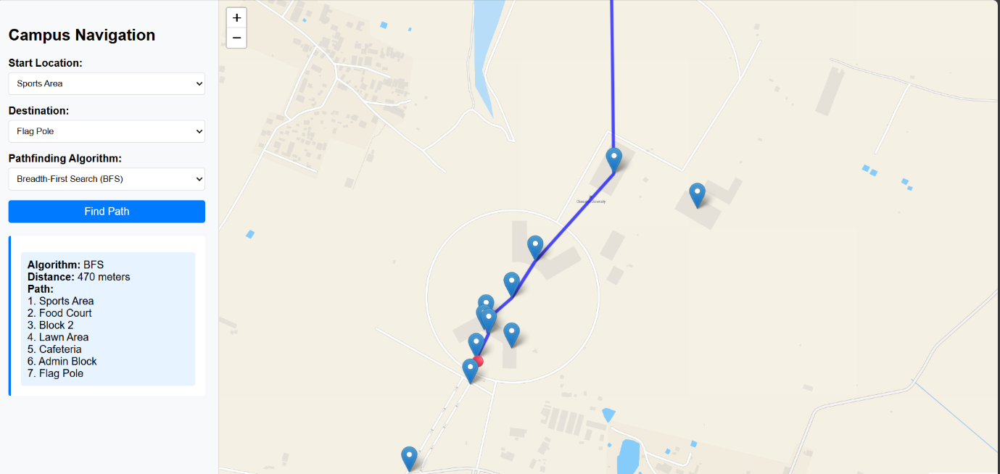 Campus Navigation
Start Location:
Sports Area
Destination:
Flag Pole
Pathfinding Algorithm:
Breadth-First Search (BFS)
Find Path
Algorithm: BFS
Distance: 470 meters
Path:
1. Sports Area
2. Food Court
3. Block 2
4. Lawn Area
5. Cafeteria
6. Admin Block
7. Flag Pole
+
−
University